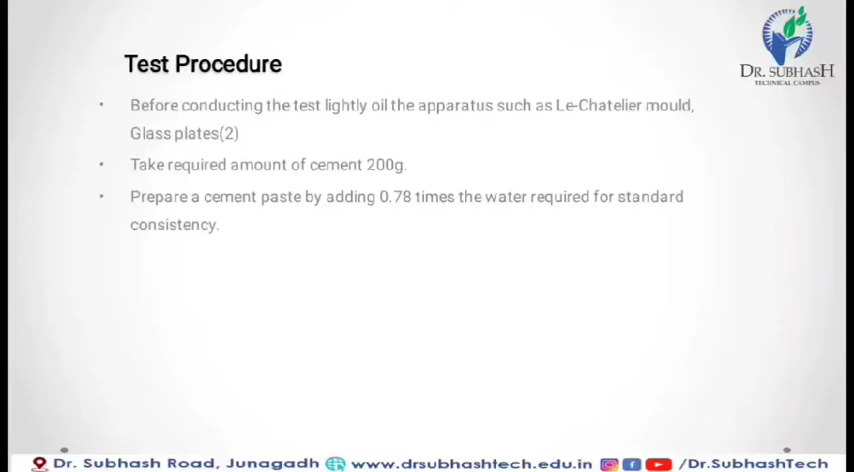 DR. SUBHASH
TECHNICAL CAMPUS
Test Procedure
• Before conducting the test lightly oil the apparatus such as Le-Chatelier mould,
Glass plates(2)
• Take required amount of cement 200g.
• Prepare a cement paste by adding 0.78 times the water required for standard
consistency.
Dr. Subhash Road, Junagadh www.drsubhashtech.edu.in /Dr.SubhashTech